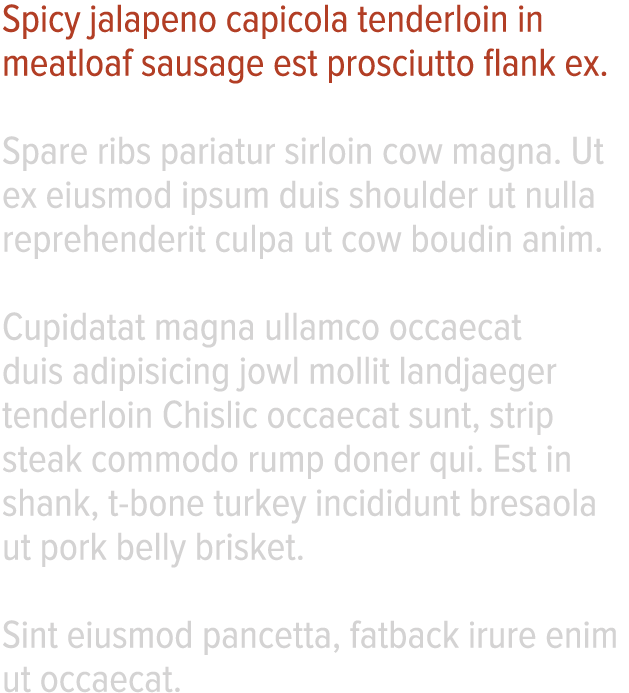 Spicy jalapeno capicola tenderloin in
meatloaf sausage est prosciutto flank ex.
Spare ribs pariatur sirloin cow magna. Ut
ex eiusmod ipsum duis shoulder ut nulla
reprehenderit culpa ut cow boudin anim.
Cupidatat magna ullamco occaecat
duis adipisicing jowl mollit landjaeger
tenderloin Chislic occaecat sunt, strip
steak commodo rump doner qui. Est in
shank, t-bone turkey incididunt bresaola
ut pork belly brisket.
Sint eiusmod pancetta, fatback irure enim
ut occaecat.